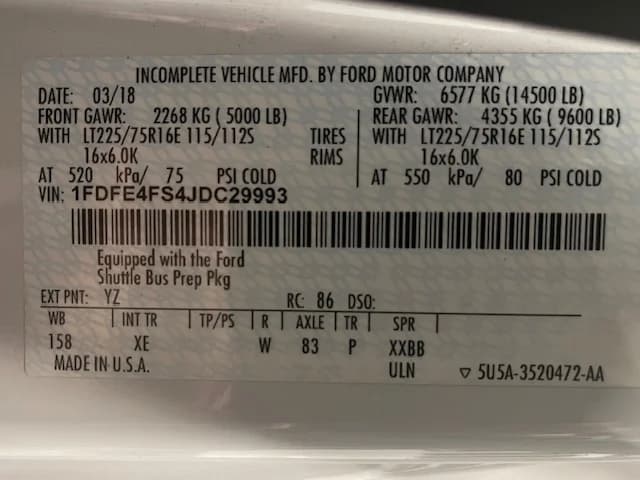 INCOMPLETE VEHICLE MFD. BY FORD MOTOR COMPANY
DATE: 03/18 GVWR: 6577 KG (14500 LB)
FRONT GAWR: 2268 KG ( 5000 LB) REAR GAWR: 4355 KG ( 9600 LB)
WITH LT225/75R16E 115/112S TIRES WITH LT225/75R16E 115/112S
16x6.0K RIMS 16x6.0K
AT 520 kPa/ 75 PSI COLD AT 550 kPa/ 80 PSI COLD
VIN: 1FDFE4FS4JDC29993
Equipped with the Ford
Shuttle Bus Prep Pkg
EXT PNT: YZ RC: 86 DSO:
WB | INT TR | TP/PS | R | AXLE | TR | SPR |
158 XE W 83 P XXBB
MADE IN U.S.A. ULN ▽ 5U5A-3520472-AA